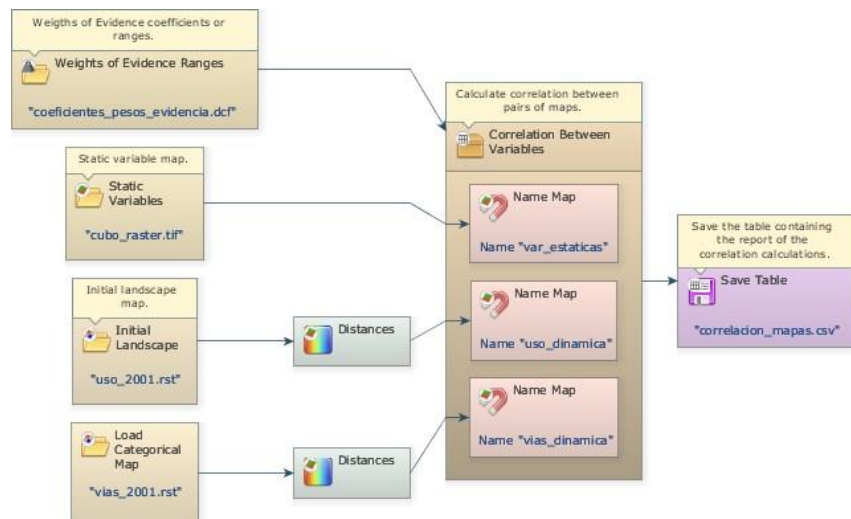 Weigths of Evidence coefficients or
ranges.
Weights of Evidence Ranges
"coeficientes_pesos_evidencia.dcf"
Static variable map.
Static
Variables
"cubo_raster.tif"
Initial landscape
map.
Initial
Landscape
"uso_2001.rst"
Load
Categorical
Map
"vias_2001.rst"
Distances
Distances
Calculate correlation between
pairs of maps.
Correlation Between
Variables
Name Map
Name "var_estaticas"
Name Map
Name "uso_dinamica"
Name Map
Name "vias_dinamica"
Save the table containing
the report of the
correlation calculations.
Save Table
"correlacion_mapas.csv"